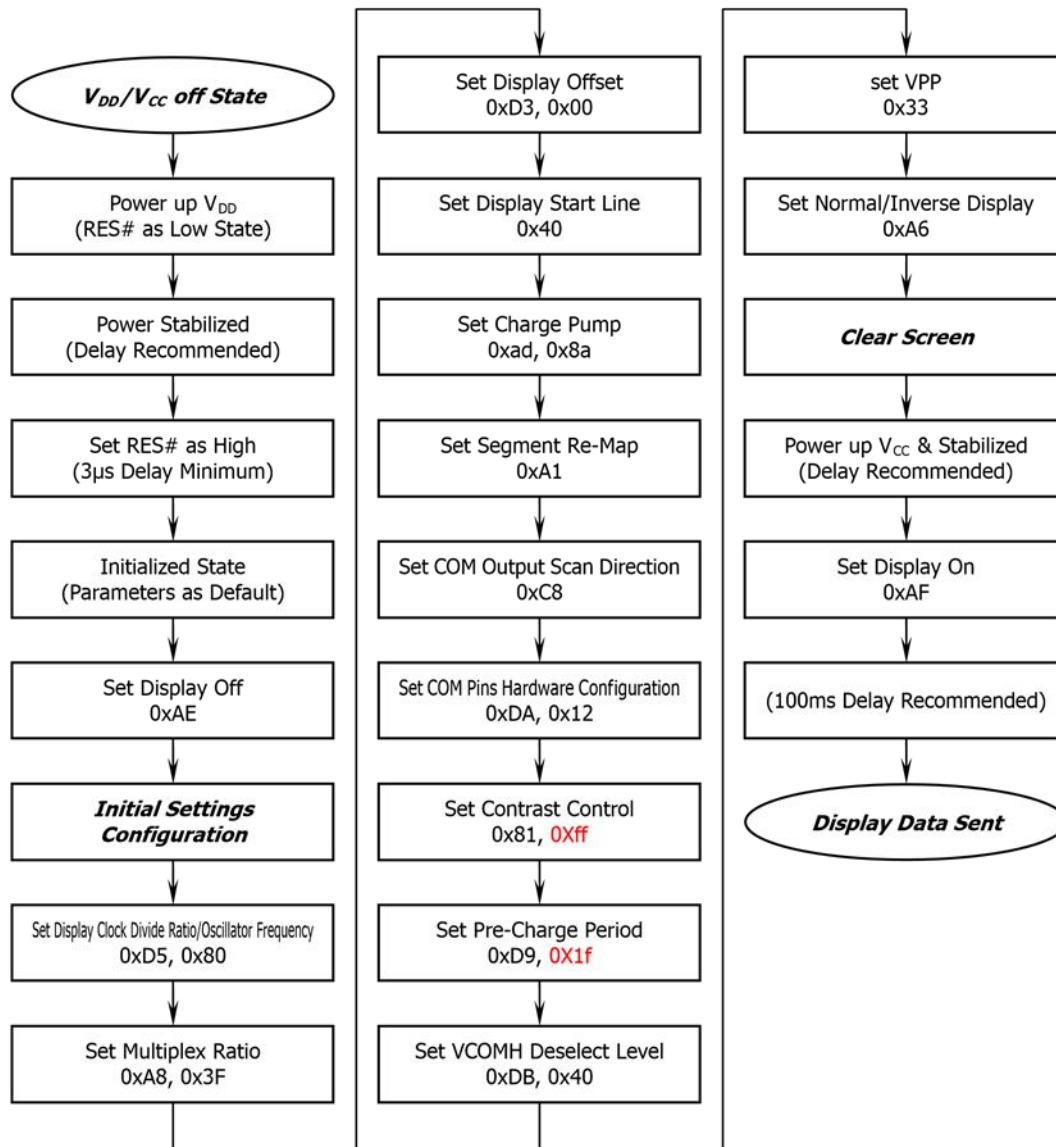 V_DD/V_CC off State
Power up V_DD
(RES# as Low State)
Power Stabilized
(Delay Recommended)
Set RES# as High
(3μs Delay Minimum)
Initialized State
(Parameters as Default)
Set Display Off
0xAE
Initial Settings
Configuration
Set Display Clock Divide Ratio/Oscillator Frequency
0xD5, 0x80
Set Multiplex Ratio
0xA8, 0x3F
Set Display Offset
0xD3, 0x00
Set Display Start Line
0x40
Set Charge Pump
0xad, 0x8a
Set Segment Re-Map
0xA1
Set COM Output Scan Direction
0xC8
Set COM Pins Hardware Configuration
0xDA, 0x12
Set Contrast Control
0x81, 0Xff
Set Pre-Charge Period
0xD9, 0X1f
Set VCOMH Deselect Level
0xDB, 0x40
set VPP
0x33
Set Normal/Inverse Display
0xA6
Clear Screen
Power up V_CC & Stabilized
(Delay Recommended)
Set Display On
0xAF
(100ms Delay Recommended)
Display Data Sent